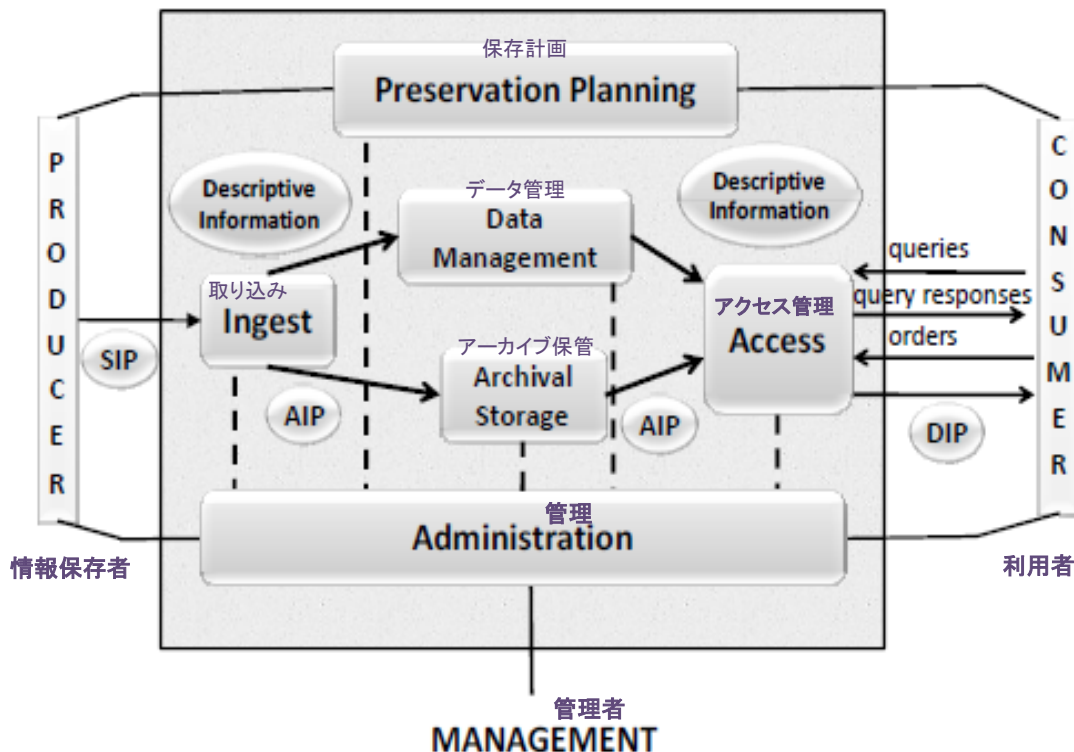 保存計画
Preservation Planning
PRODUCER
Descriptive
Information
データ管理
Data
Management
Descriptive
Information
CONSUMER
queries
取り込み
Ingest
アクセス管理
Access
query responses
orders
SIP
アーカイブ保管
Archival
Storage
AIP
AIP
DIP
管理
Administration
情報保存者
利用者
管理者
MANAGEMENT